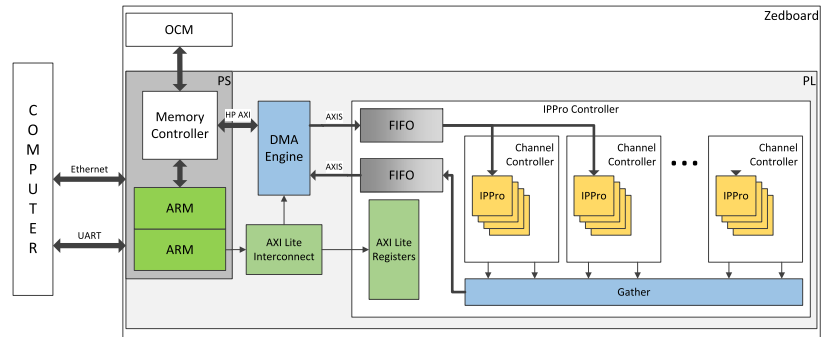 Zedboard
OCM
PS
PL
COMPUTER
Memory
Controller
HP AXI
DMA
Engine
AXIS
FIFO
AXIS
FIFO
IPPro Controller
Channel
Controller
IPPro
Channel
Controller
IPPro
Channel
Controller
IPPro
Ethernet
UART
ARM
ARM
AXI Lite
Interconnect
AXI Lite
Registers
Gather